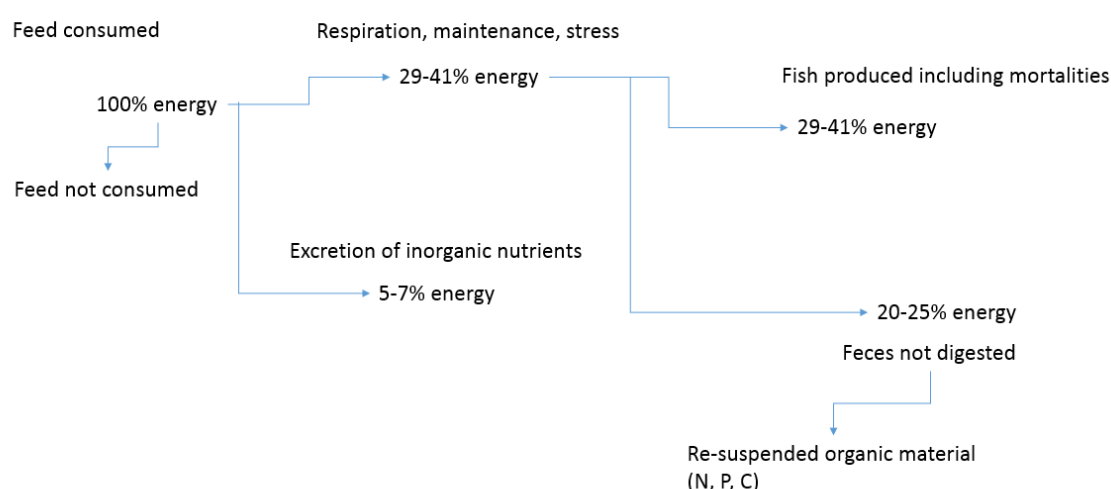 Feed consumed
Respiration, maintenance, stress
29-41% energy
Fish produced including mortalities
100% energy
29-41% energy
Feed not consumed
Excretion of inorganic nutrients
5-7% energy
20-25% energy
Feces not digested
Re-suspended organic material
(N, P, C)